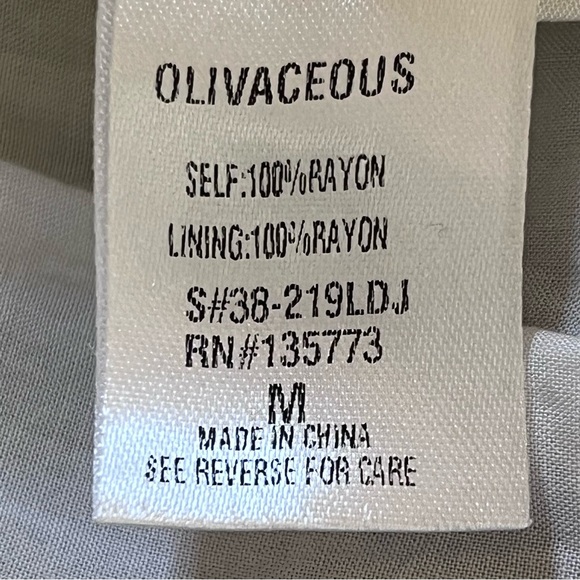 OLIVACEOUS
SELF:100%RAYON
LINING:100%RAYON
S#38-219LDJ
RN#135773
M
MADE IN CHINA
SEE REVERSE FOR CARE